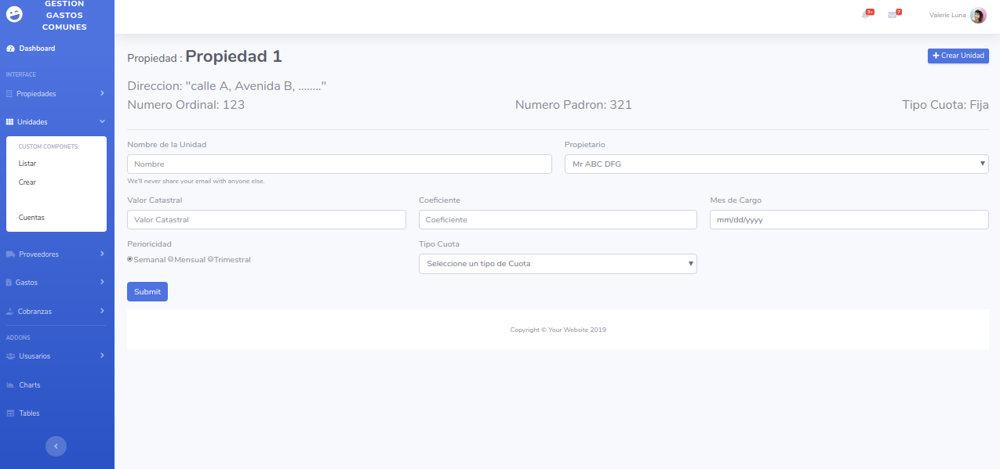 GESTION
GASTOS
COMUNES
Dashboard
INTERFACE
Propiedades
Unidades
CUSTOM COMPONETS:
Listar
Crear
Cuentas
Proveedores
Gastos
Cobranzas
ADDONS
Ususarios
Charts
Tables
3+
7
Valerie Luna
Propiedad : Propiedad 1
Crear Unidad
Direccion: "calle A, Avenida B, ........"
Numero Ordinal: 123 Numero Padron: 321 Tipo Cuota: Fija
Nombre de la Unidad Propietario
Nombre Mr ABC DFG
We'll never share your email with anyone else.
Valor Catastral Coeficiente Mes de Cargo
Valor Catastral Coeficiente mm/dd/yyyy
Perioricidad Tipo Cuota
Semanal Mensual Trimestral Seleccione un tipo de Cuota
Submit
Copyright © Your Website 2019